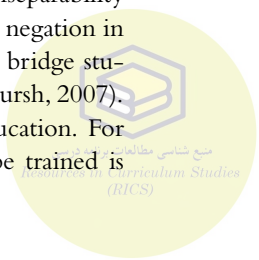 nseparability
negation in
bridge stu-
ursh, 2007).
ucation. For
be trained is
منبع شناسی مطالعات برنامه درسی
Resources in Curriculum Studies
(RICS)